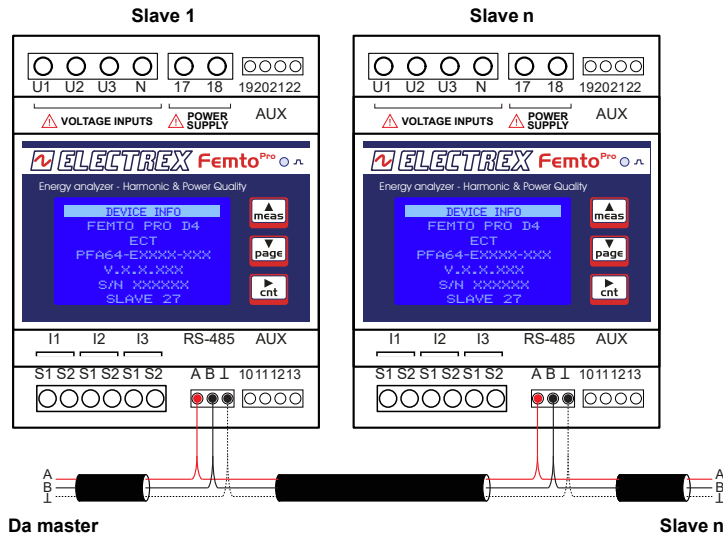 Slave 1
U1 U2 U3 N 17 18 19202122
VOLTAGE INPUTS POWER SUPPLY AUX
ELECTREX Femto Pro
Energy analyzer - Harmonic & Power Quality
DEVICE INFO
FEMTO PRO D4
ECT
PFA64-EXXXX-XXX
V.X.X.XXX
S/N XXXXXX
SLAVE 27
meas
page
cnt
I1 I2 I3 RS-485 AUX
S1 S2 S1 S2 S1 S2 A B ⊥ 10111213
Slave n
U1 U2 U3 N 17 18 19202122
VOLTAGE INPUTS POWER SUPPLY AUX
ELECTREX Femto Pro
Energy analyzer - Harmonic & Power Quality
DEVICE INFO
FEMTO PRO D4
ECT
PFA64-EXXXX-XXX
V.X.X.XXX
S/N XXXXXX
SLAVE 27
meas
page
cnt
I1 I2 I3 RS-485 AUX
S1 S2 S1 S2 S1 S2 A B ⊥ 10111213
A A
B B
⊥ ⊥
Da master Slave n